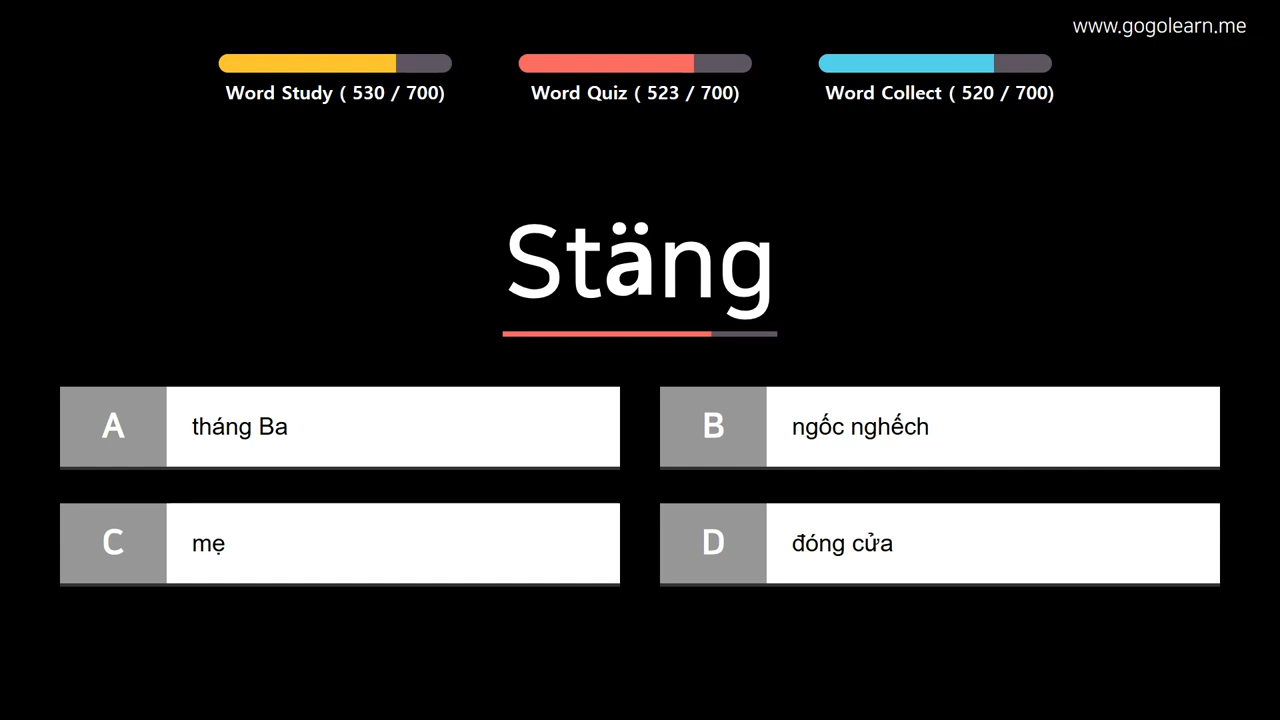 www.gogolearn.me
Word Study ( 530 / 700)
Word Quiz ( 523 / 700)
Word Collect ( 520 / 700)
Stäng
A
tháng Ba
B
ngốc nghếch
C
mẹ
D
đóng cửa